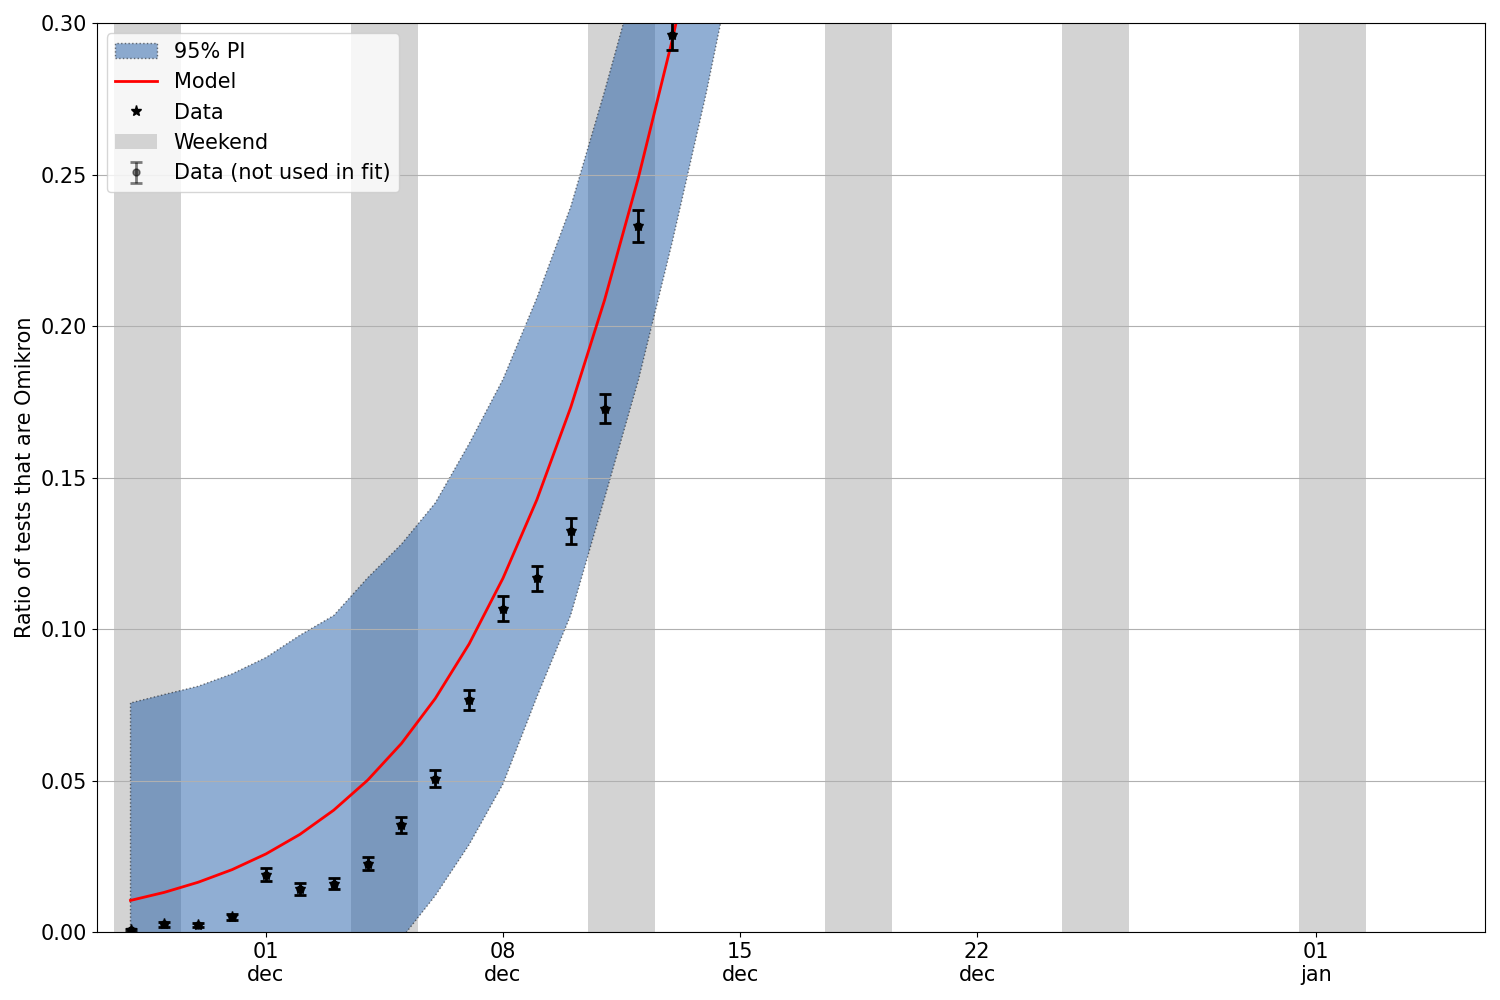 0.30
0.25
0.20
0.15
0.10
0.05
0.00
Ratio of tests that are Omikron
95% PI
Model
Data
Weekend
Data (not used in fit)
01
dec
08
dec
15
dec
22
dec
01
jan